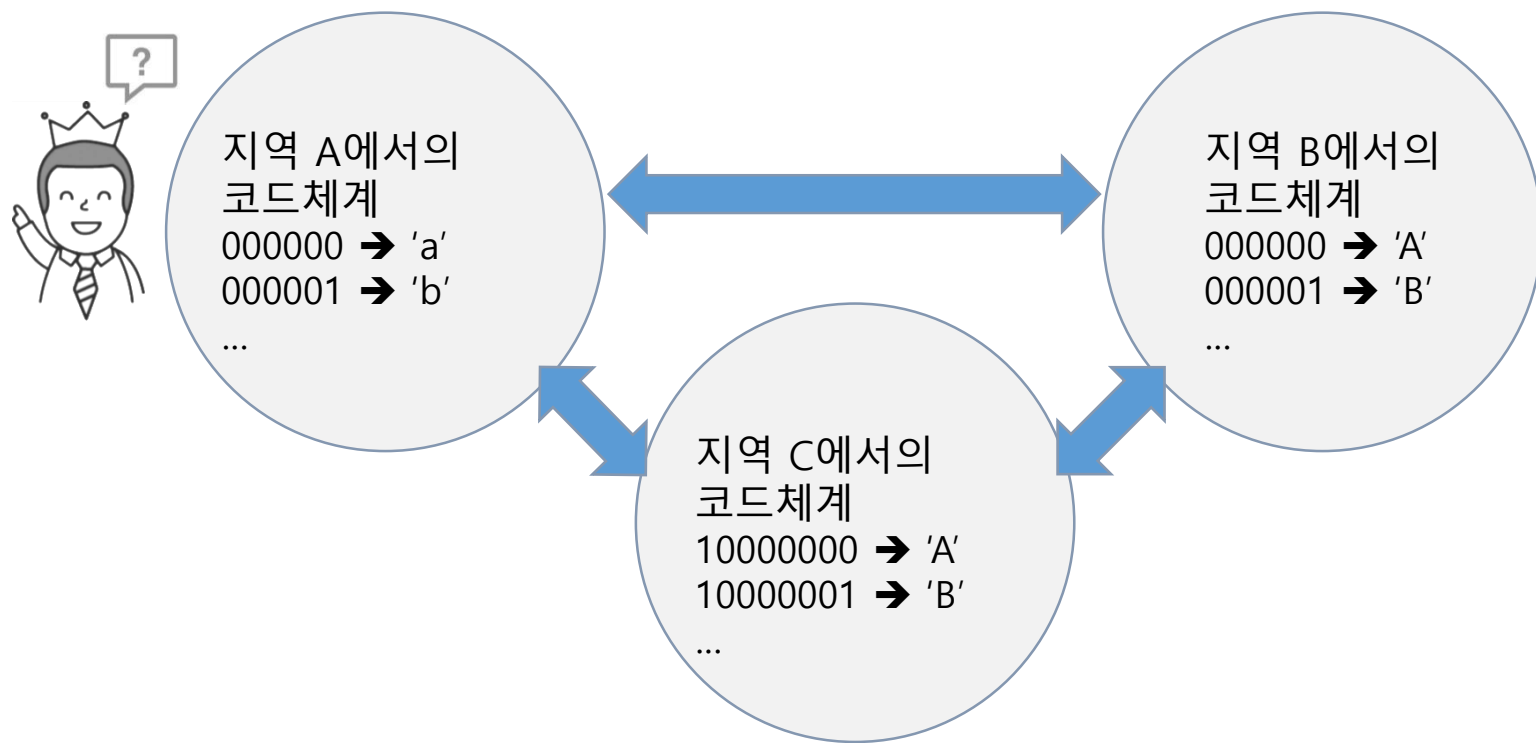 ?
지역 A에서의
코드체계
000000 ➔ 'a'
000001 ➔ 'b'
...
지역 B에서의
코드체계
000000 ➔ 'A'
000001 ➔ 'B'
...
지역 C에서의
코드체계
10000000 ➔ 'A'
10000001 ➔ 'B'
...